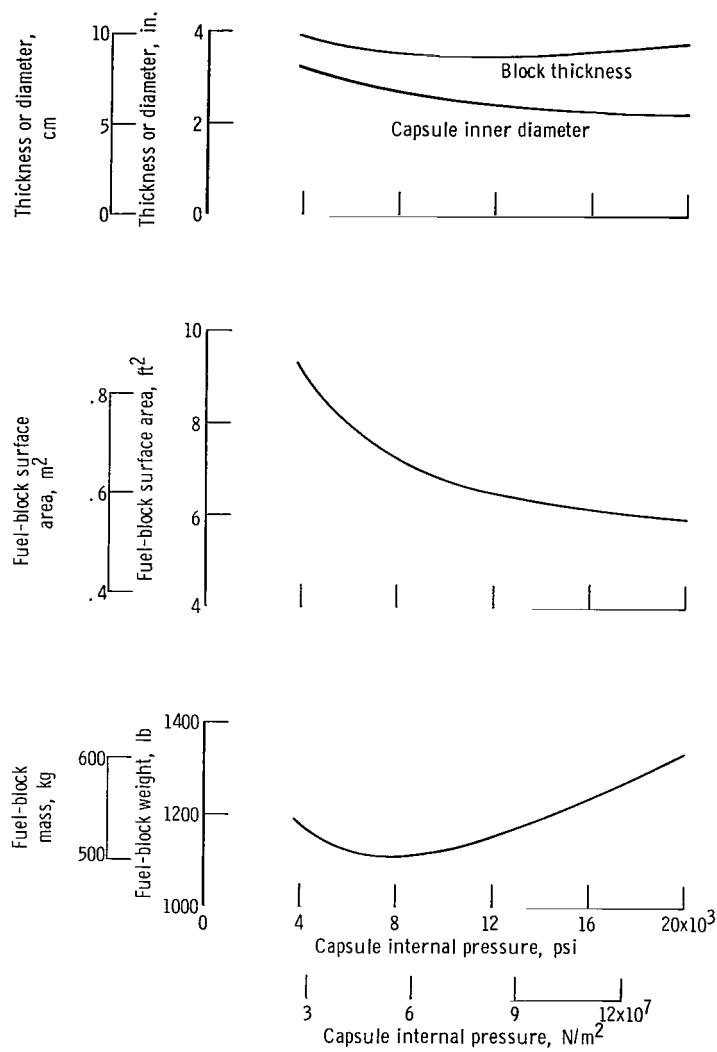 Thickness or diameter,
cm
10
5
0
Thickness or diameter, in.
4
2
0
Block thickness
Capsule inner diameter
Fuel-block surface
area, m2
.8
.6
.4
Fuel-block surface area, ft2
10
8
6
4
Fuel-block
mass, kg
600
500
Fuel-block weight, lb
1400
1200
1000
0 4 8 12 16 20x10³
Capsule internal pressure, psi
3 6 9 12x10⁷
Capsule internal pressure, N/m²